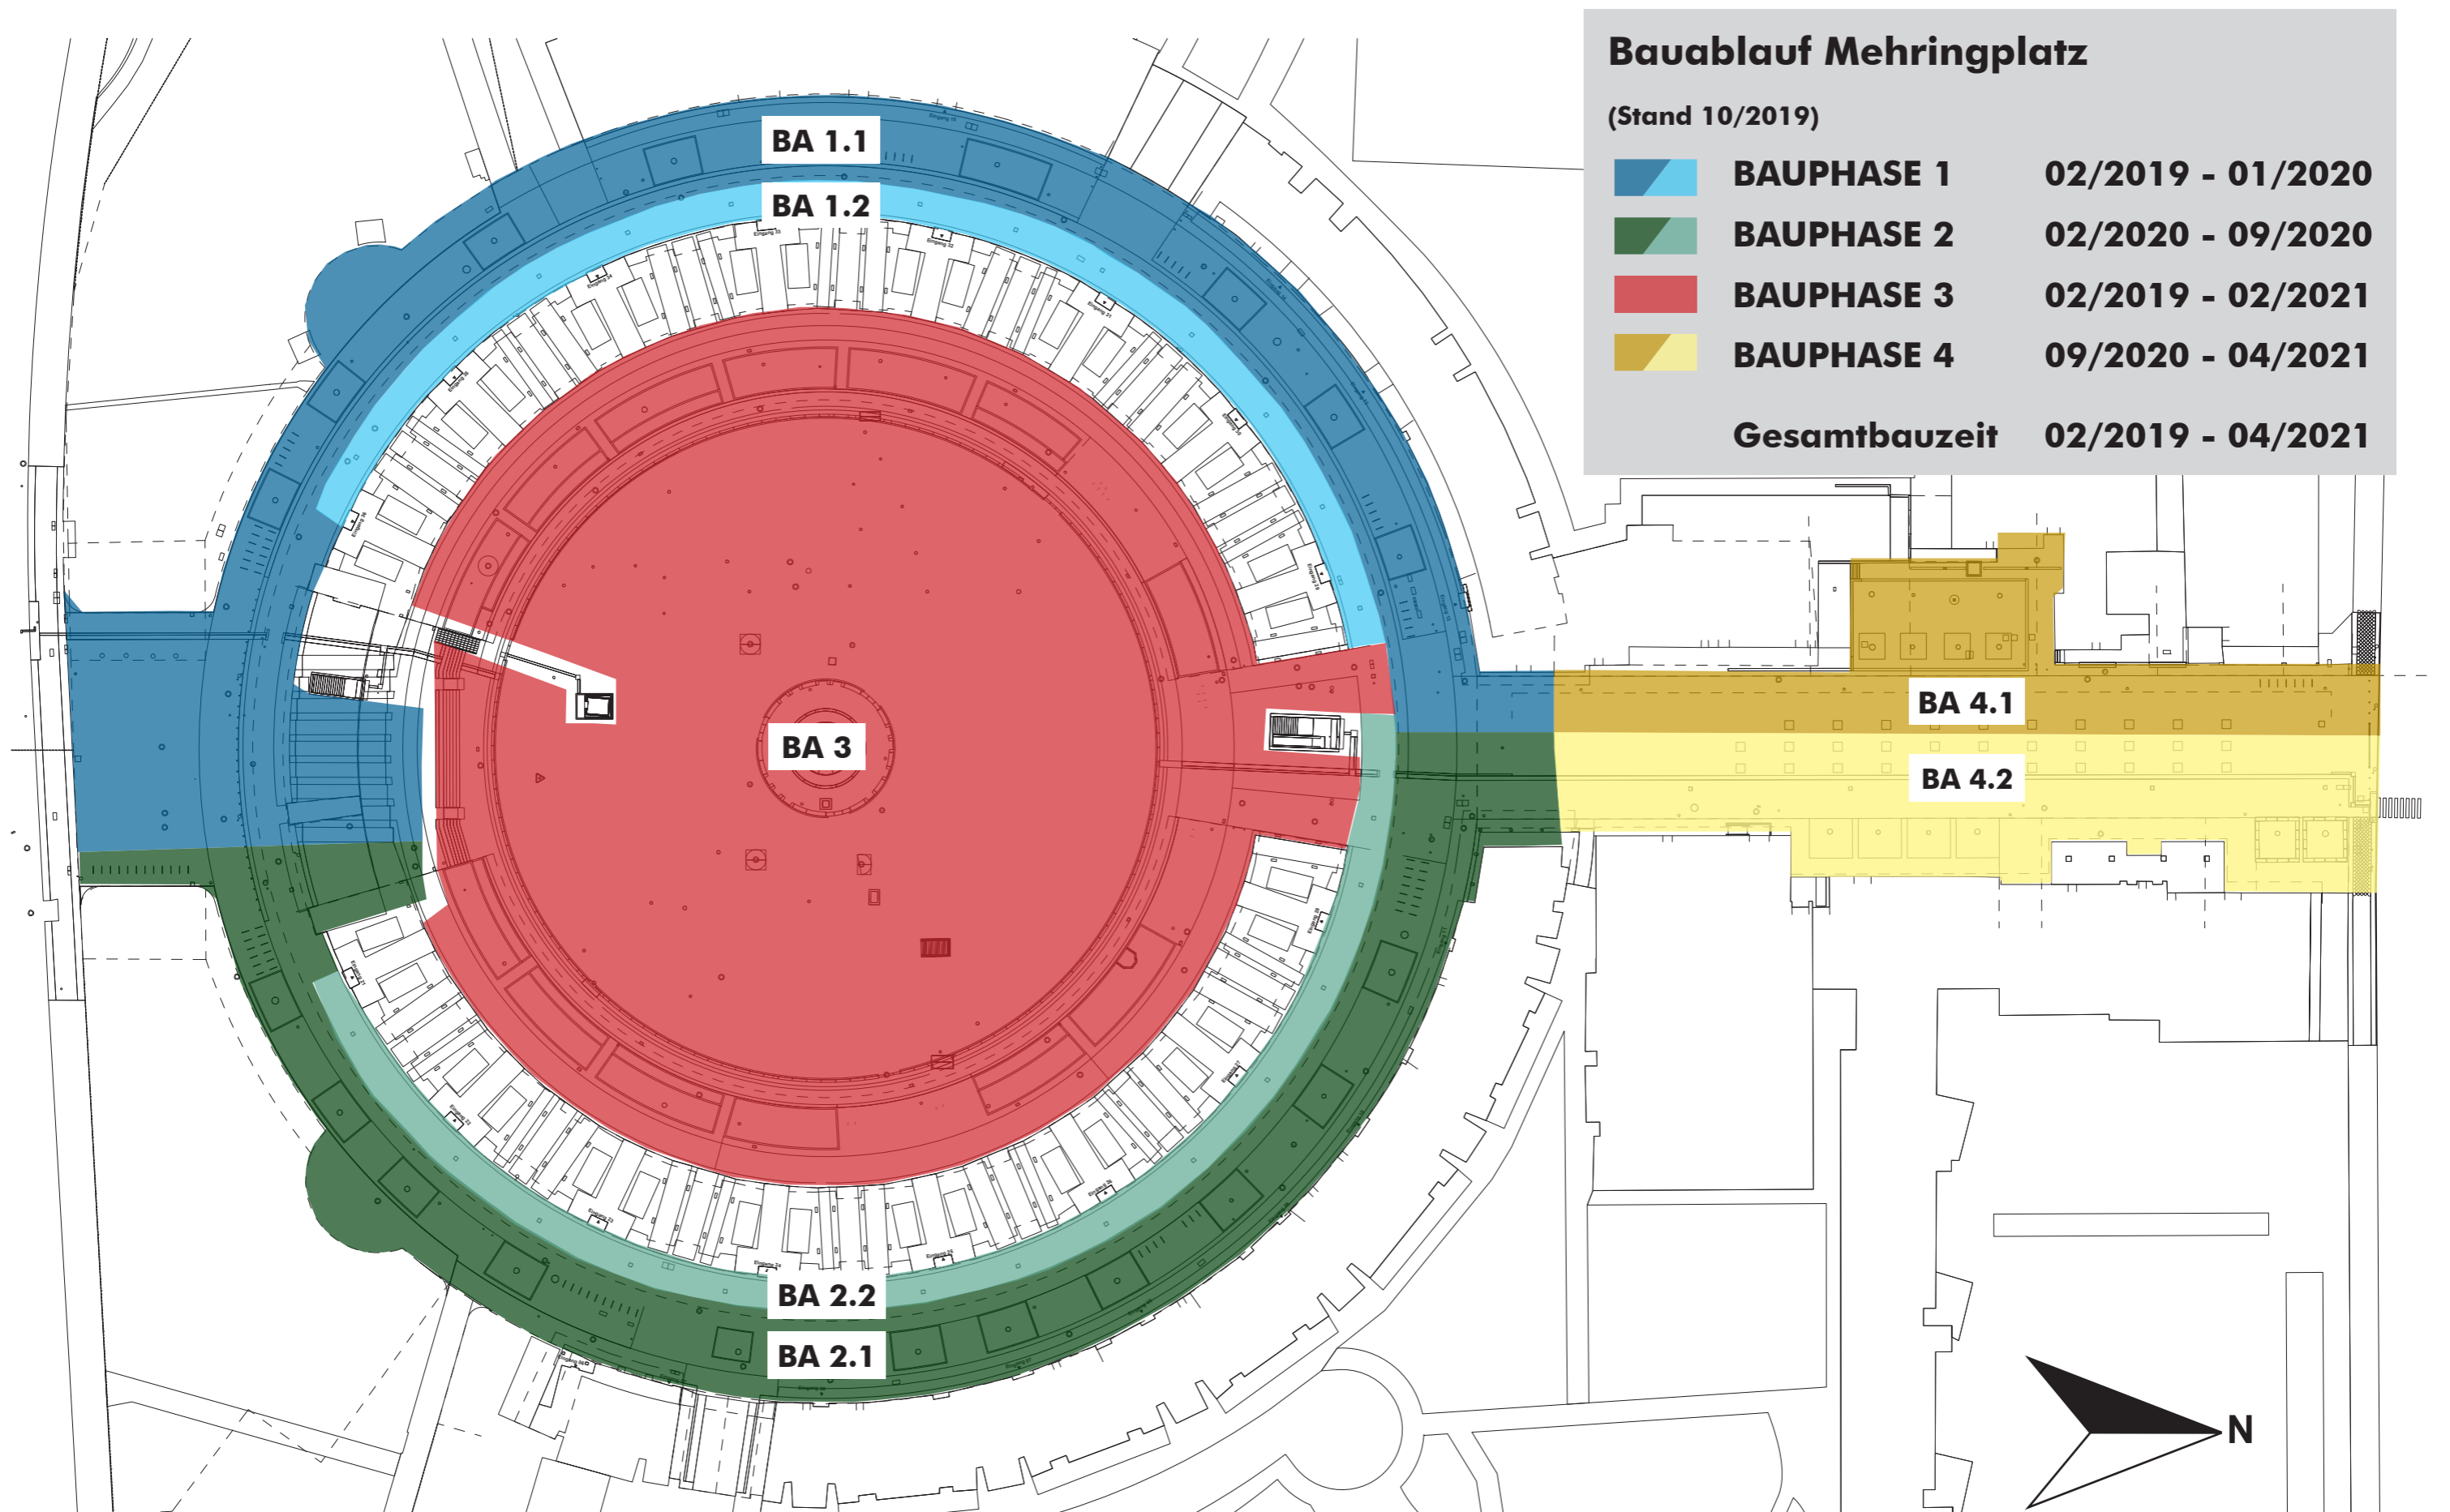 Bauablauf Mehringplatz
(Stand 10/2019)
BAUPHASE 1 02/2019 - 01/2020
BAUPHASE 2 02/2020 - 09/2020
BAUPHASE 3 02/2019 - 02/2021
BAUPHASE 4 09/2020 - 04/2021
Gesamtbauzeit 02/2019 - 04/2021
BA 1.1
BA 1.2
BA 3
BA 4.1
BA 4.2
BA 2.2
BA 2.1
N